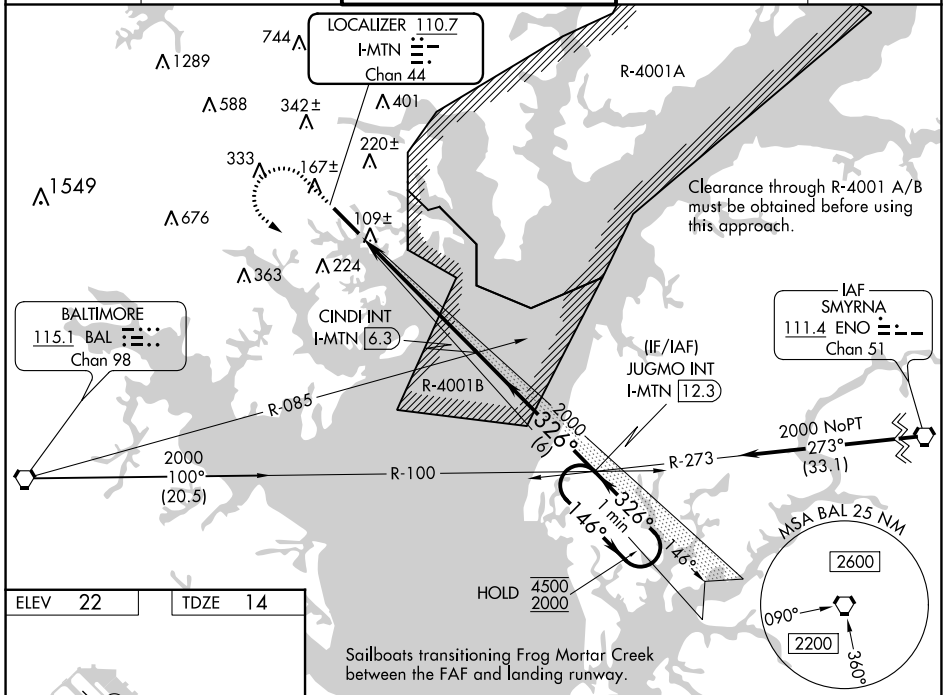 LOCALIZER 110.7
I-MTN
Chan 44
744
1289
R-4001A
588
342±
401
220±
333
167±
1549
Clearance through R-4001 A/B
must be obtained before using
this approach.
676
109±
363
224
BALTIMORE
115.1 BAL
Chan 98
CINDI INT
I-MTN 6.3
IAF
SMYRNA
111.4 ENO
Chan 51
(IF/IAF)
JUGMO INT
I-MTN 12.3
R-4001B
R-085
2000
326°
(6)
2000 NoPT
273°
(33.1)
R-273
2000
100°
(20.5)
R-100
326°
1 min
146°
146°
HOLD 4500
2000
MSA BAL 25 NM
2600
090°
2200
360°
ELEV 22
TDZE 14
Sailboats transitioning Frog Mortar Creek
between the FAF and landing runway.